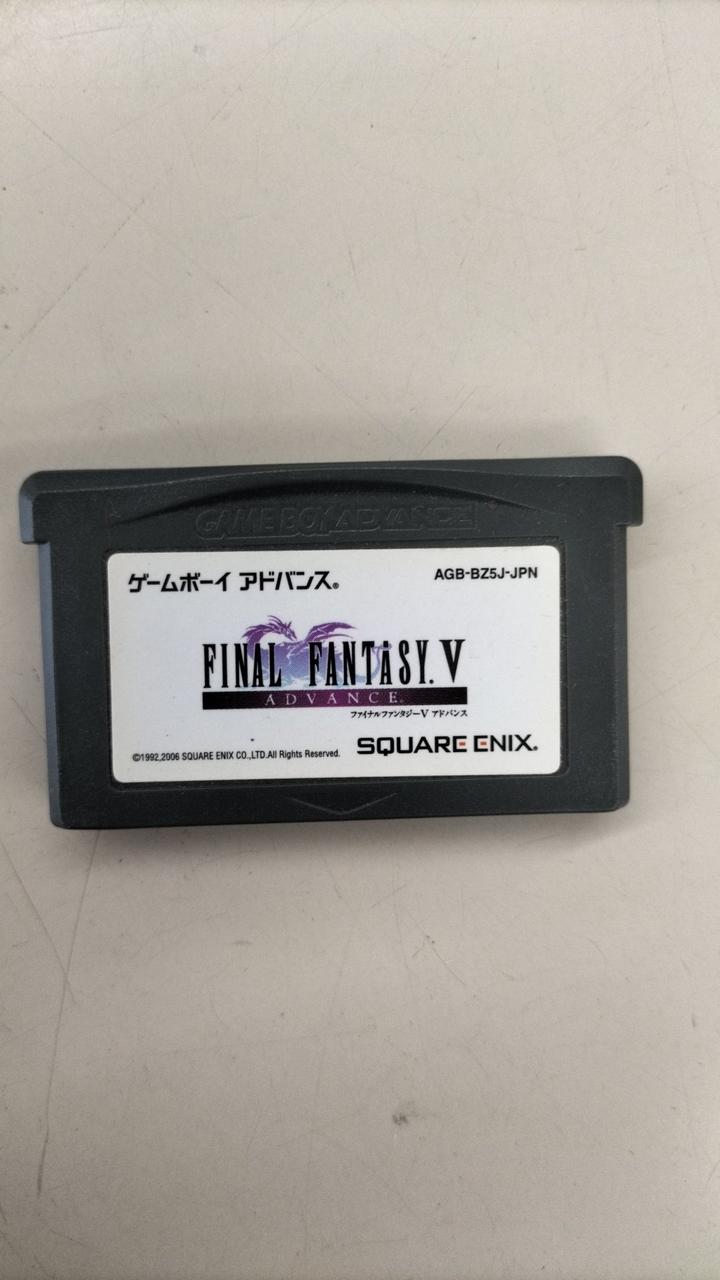 GAME BOY ADVANCE
ゲームボーイ アドバンス®
AGB-BZ5J-JPN
FINAL FANTASY. V
ADVANCE®
ファイナルファンタジーV アドバンス
©1992,2006 SQUARE ENIX CO.,LTD.All Rights Reserved.
SQUARE ENIX®